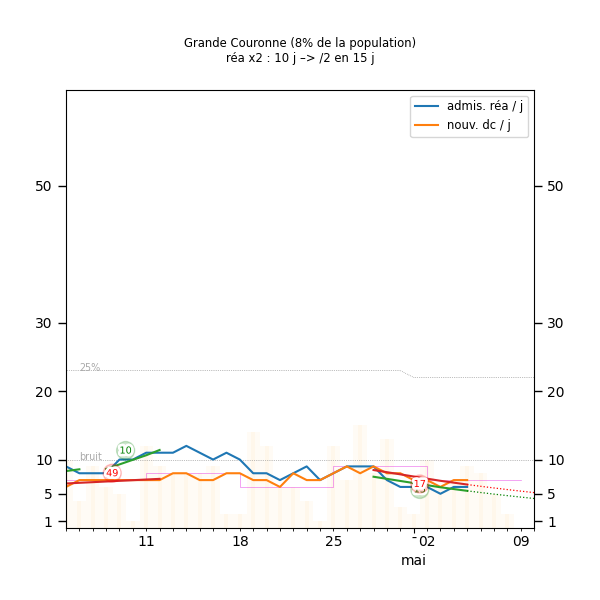 Grande Couronne (8% de la population)
réa x2 : 10 j –> /2 en 15 j
admis. réa / j
nouv. dc / j
50 50
30 30
25%
20 20
bruit
10 10
10
49
17
5 5
1 1
11 18 25 02 09
mai